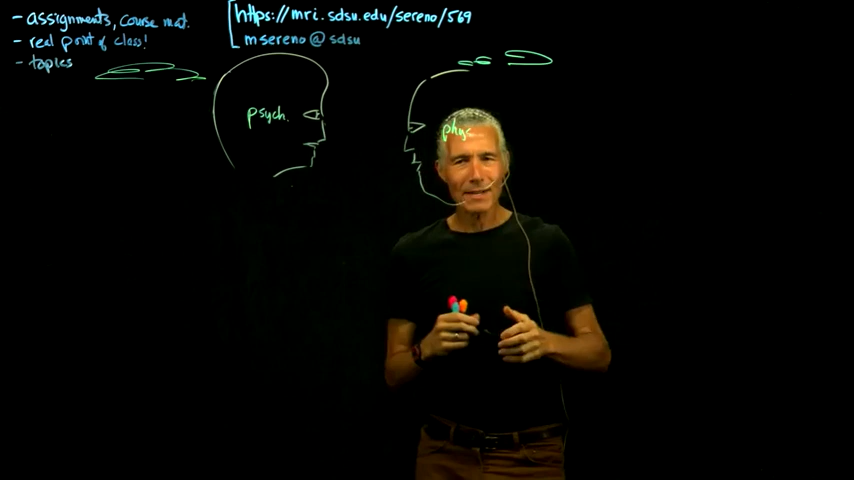 - assignments, course mat.
- real point of class!
- topics
https://mri.sdsu.edu/sereno/569
msereno@sdsu
psych.
phys